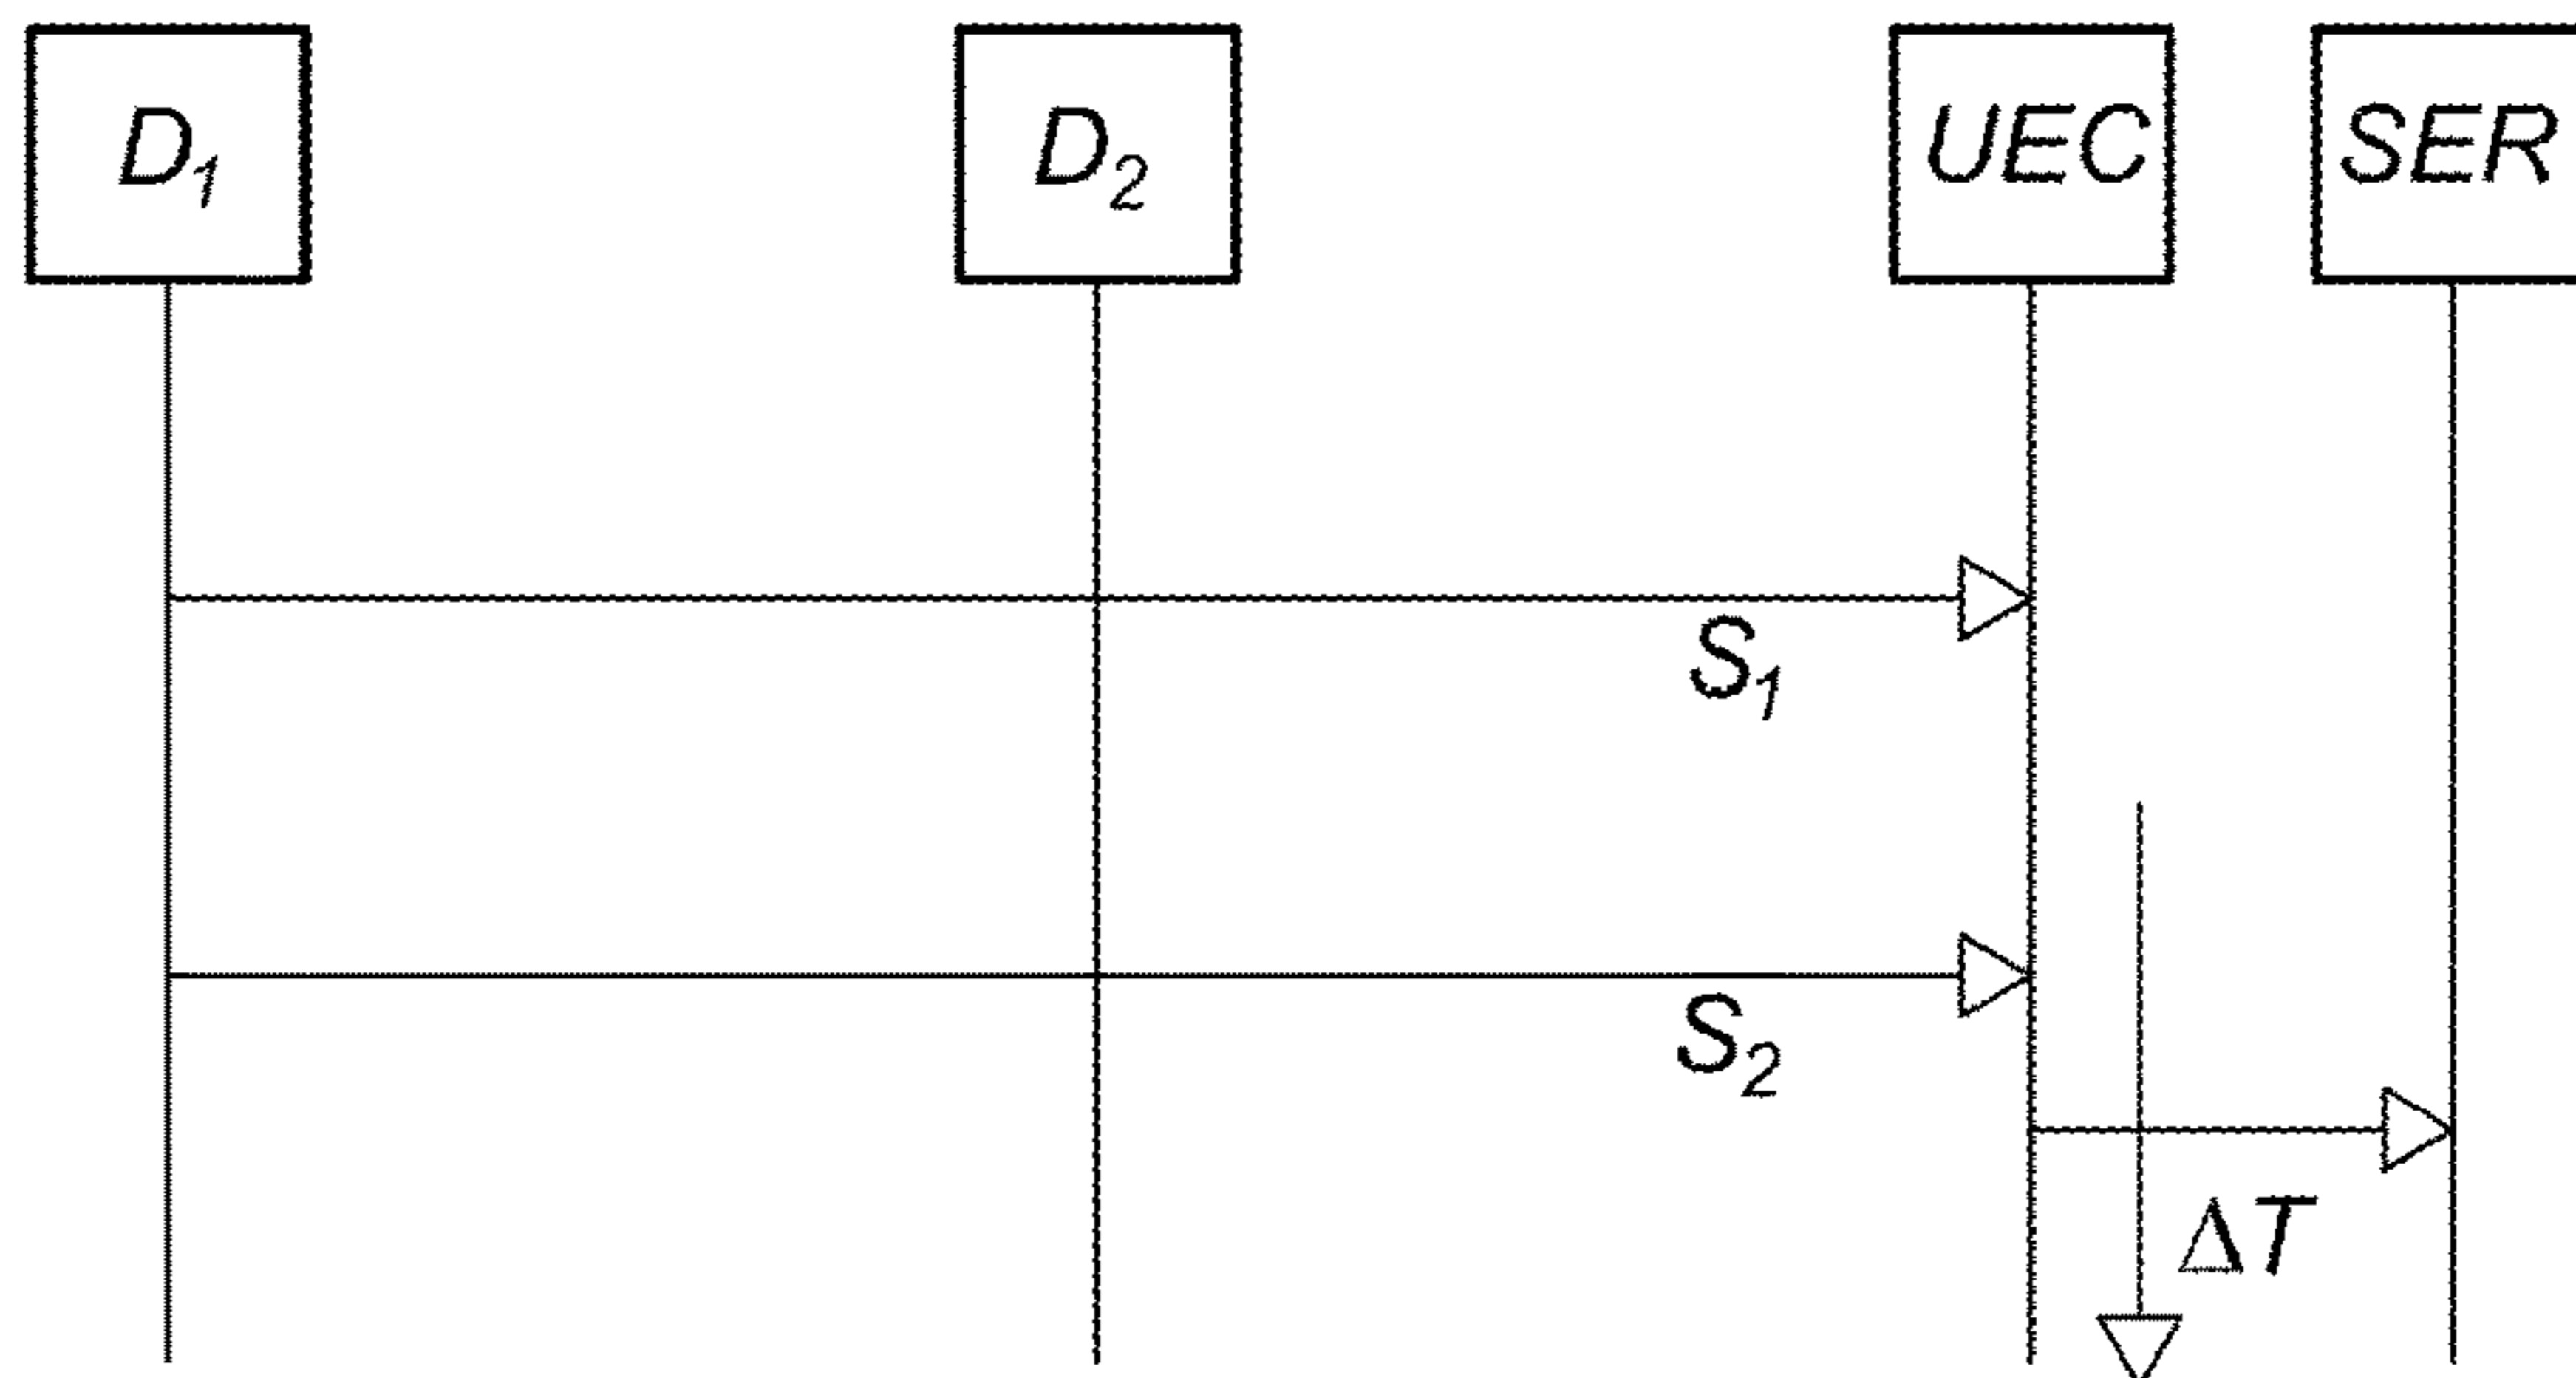 D₁ D₂ UEC SER
S₁
S₂
ΔT